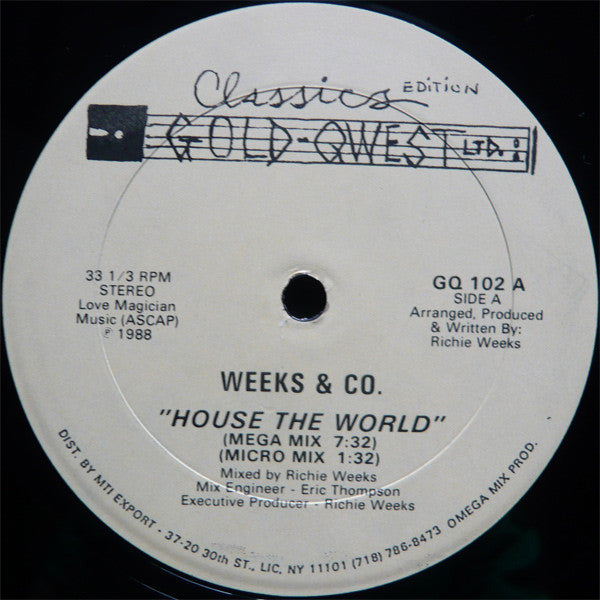 Classics EDITION
GOLD-QWEST LTD.
33 1/3 RPM
STEREO
Love Magician
Music (ASCAP)
℗ 1988
GQ 102 A
SIDE A
Arranged, Produced
& Written By:
Richie Weeks
WEEKS & CO.
"HOUSE THE WORLD"
(MEGA MIX 7:32)
(MICRO MIX 1:32)
Mixed by Richie Weeks
Mix Engineer - Eric Thompson
Executive Producer - Richie Weeks
DIST. BY MTI EXPORT - 37-20 30th ST., LIC, NY 11101 (718) 786-8473 OMEGA MIX PROD.